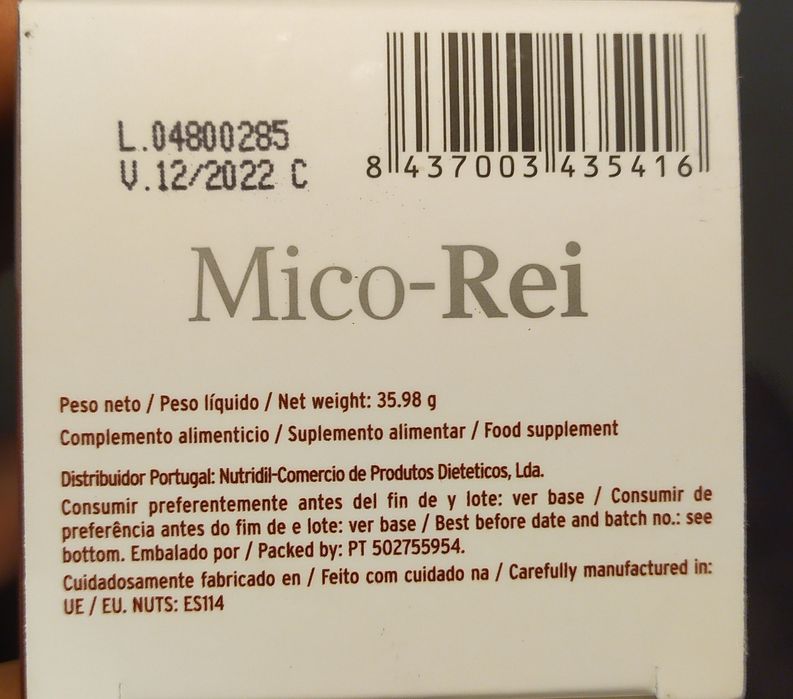 L.04800285
V.12/2022 C
8 437003 435416
Mico-Rei
Peso neto / Peso líquido / Net weight: 35.98 g
Complemento alimenticio / Suplemento alimentar / Food supplement
Distribuidor Portugal: Nutridil-Comercio de Produtos Dieteticos, Lda.
Consumir preferentemente antes del fin de y lote: ver base / Consumir de
preferência antes do fim de e lote: ver base / Best before date and batch no.: see
bottom. Embalado por / Packed by: PT 502755954.
Cuidadosamente fabricado en / Feito com cuidado na / Carefully manufactured in:
UE / EU. NUTS: ES114